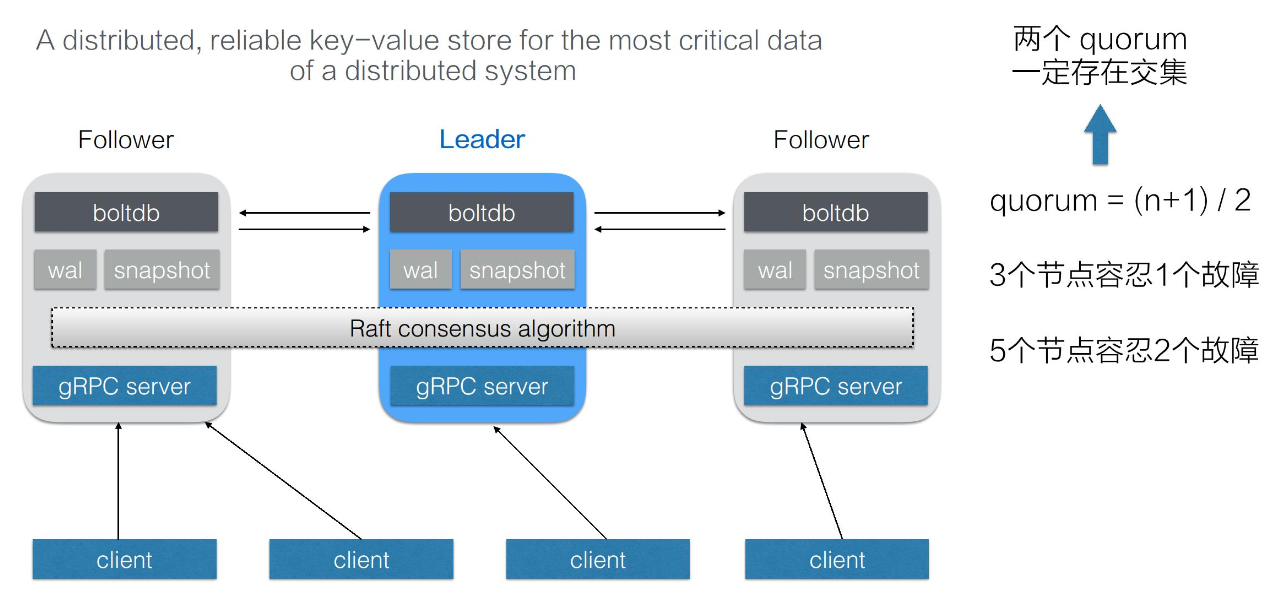 A distributed, reliable key-value store for the most critical data
of a distributed system
两个 quorum
一定存在交集
Follower
Leader
Follower
boltdb
boltdb
boltdb
quorum = (n+1) / 2
wal
snapshot
wal
snapshot
wal
snapshot
3个节点容忍1个故障
Raft consensus algorithm
5个节点容忍2个故障
gRPC server
gRPC server
gRPC server
client
client
client
client